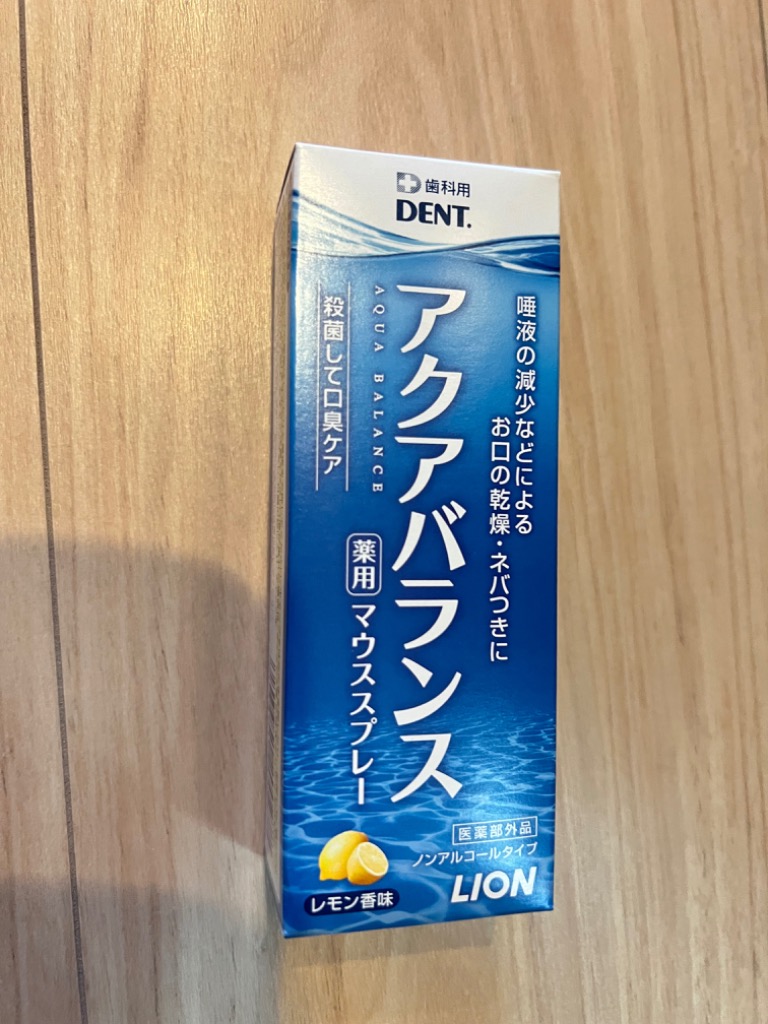 歯科用
DENT.
唾液の減少などによる
お口の乾燥・ネバつきに
アクアバランス
AQUA BALANCE
薬用 マウススプレー
殺菌して口臭ケア
医薬部外品
ノンアルコールタイプ
LION
レモン香味